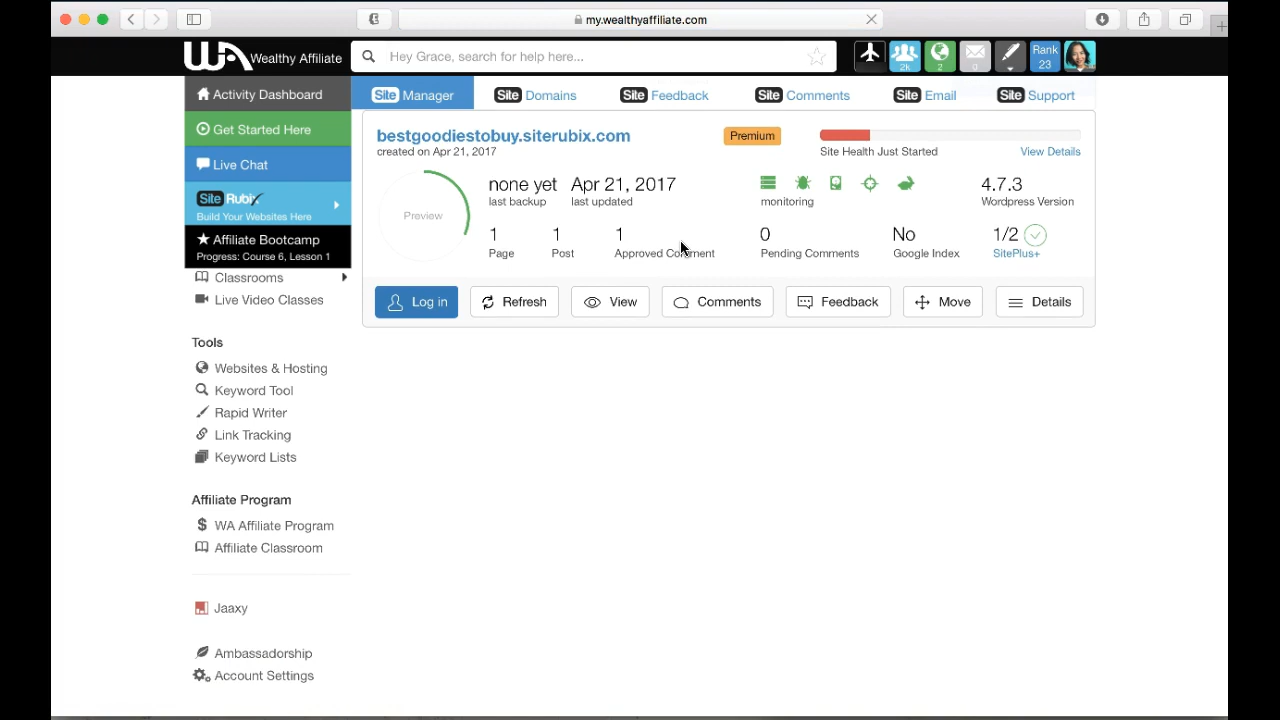 my.wealthyaffiliate.com
WA Wealthy Affiliate
Hey Grace, search for help here...
2k
2
0
Rank
23
Activity Dashboard
Get Started Here
Live Chat
Site Rubix
Build Your Websites Here
Affiliate Bootcamp
Progress: Course 6, Lesson 1
Classrooms
Live Video Classes
Tools
Websites & Hosting
Keyword Tool
Rapid Writer
Link Tracking
Keyword Lists
Affiliate Program
WA Affiliate Program
Affiliate Classroom
Jaaxy
Ambassadorship
Account Settings
Site Manager
Site Domains
Site Feedback
Site Comments
Site Email
Site Support
bestgoodiestobuy.siterubix.com
created on Apr 21, 2017
Premium
Site Health Just Started
View Details
Preview
none yet
last backup
Apr 21, 2017
last updated
monitoring
4.7.3
Wordpress Version
1
Page
1
Post
1
Approved Comment
0
Pending Comments
No
Google Index
1/2
SitePlus+
Log in
Refresh
View
Comments
Feedback
Move
Details